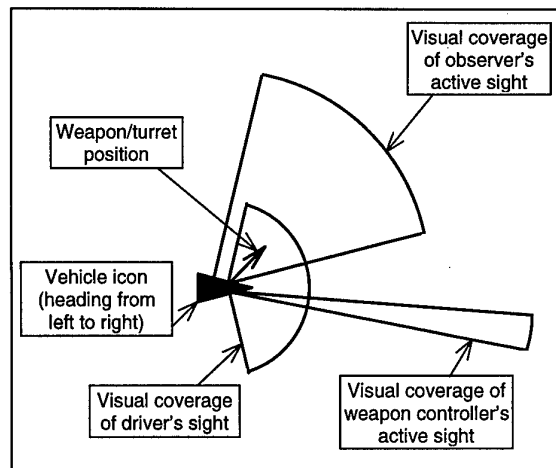 Visual coverage
of observer's
active sight
Weapon/turret
position
Vehicle icon
(heading from
left to right)
Visual coverage
of driver's sight
Visual coverage of
weapon controller's
active sight